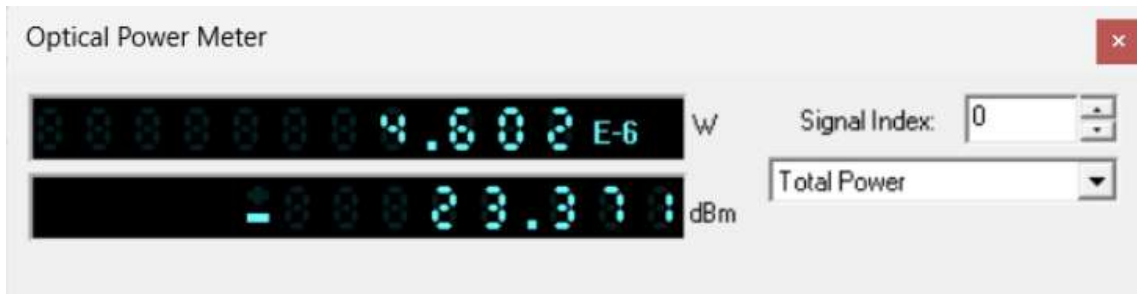 Optical Power Meter
4.602 E-6 W
Signal Index: 0
Total Power
- 23.371 dBm